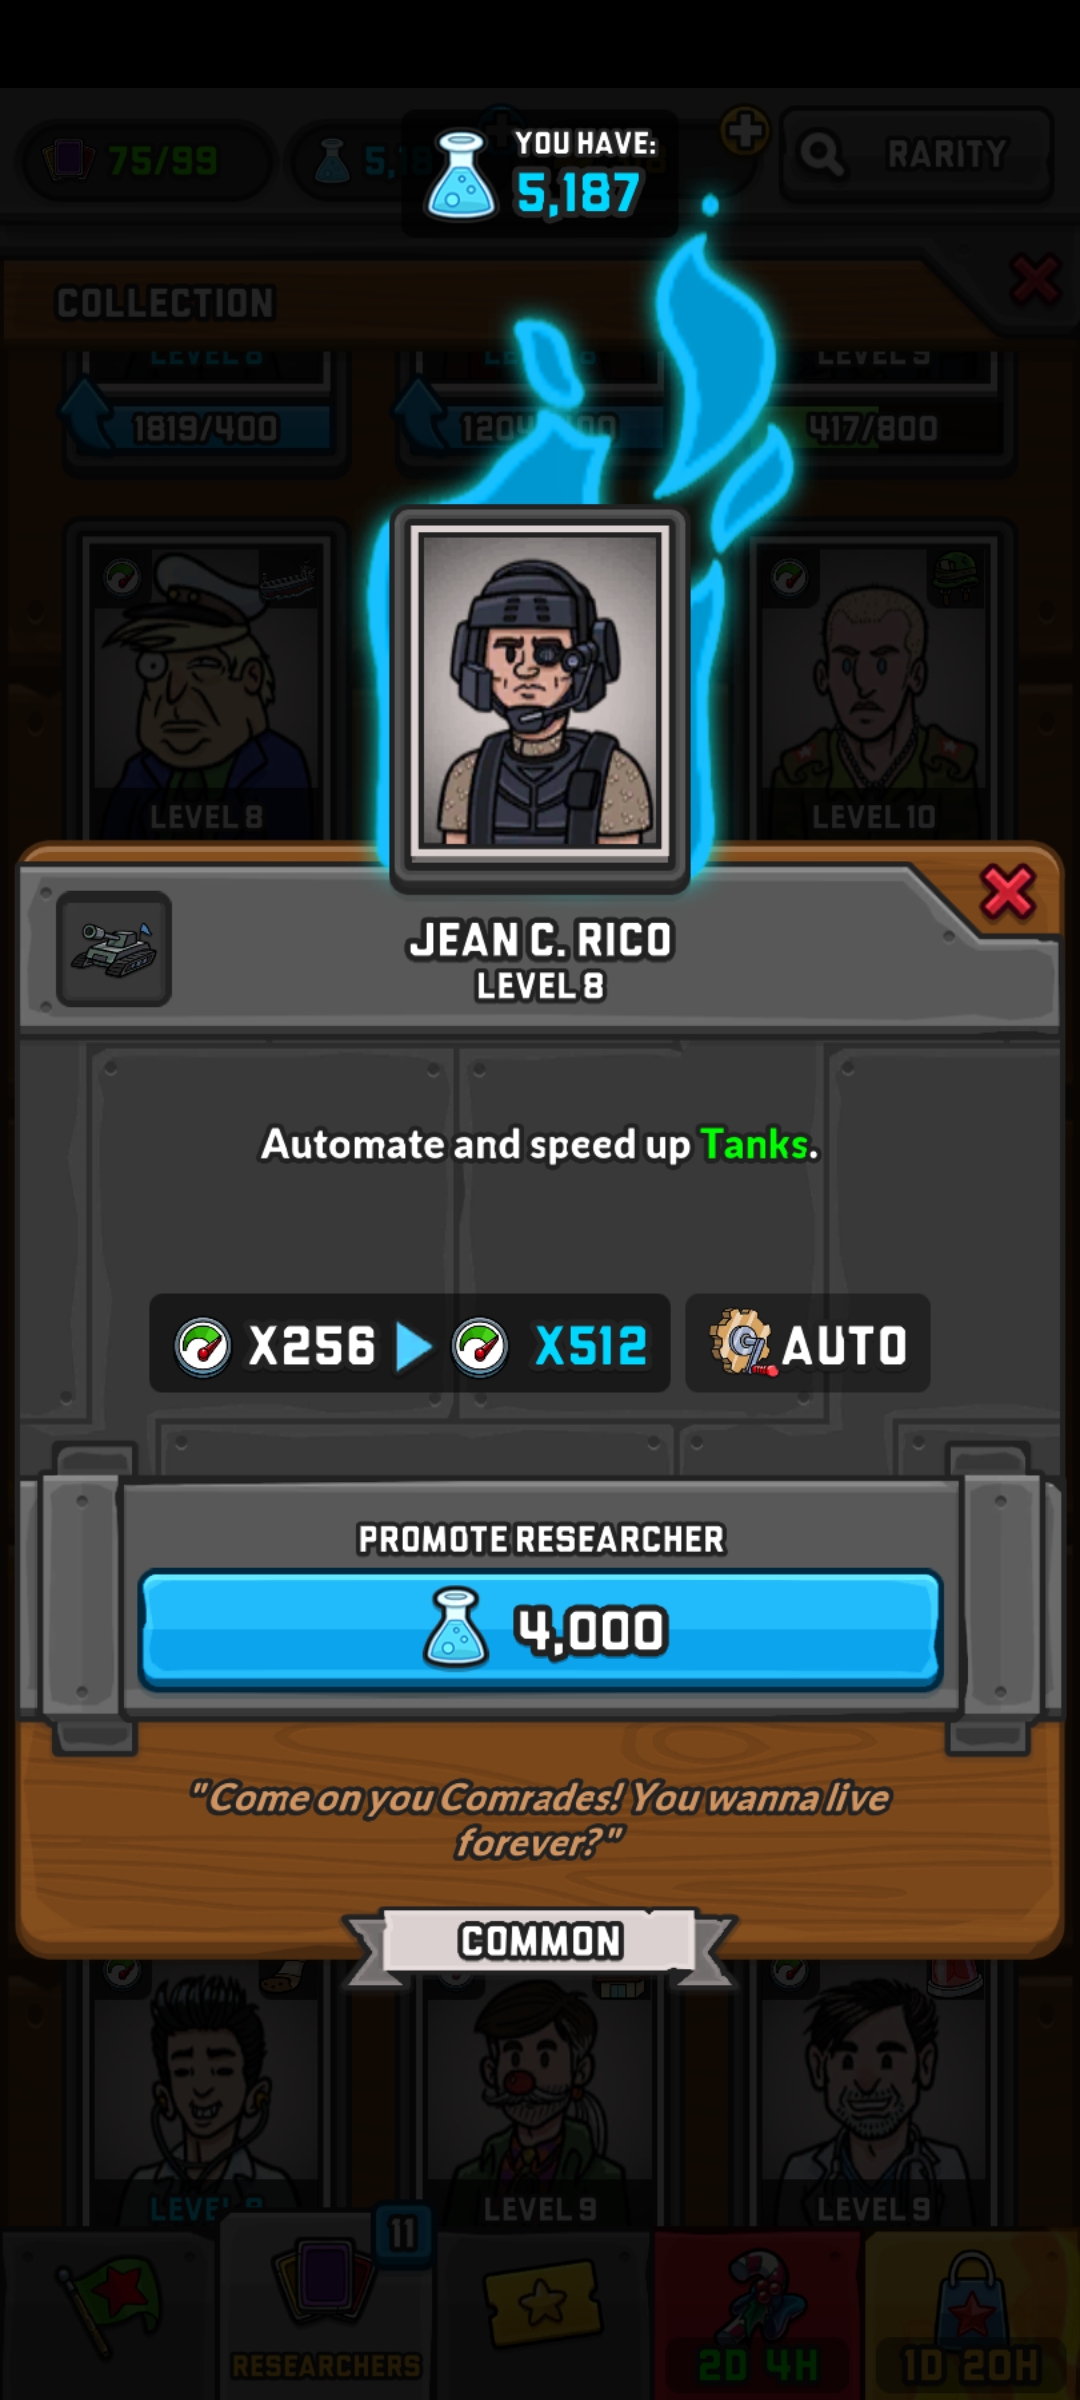 75/99
YOU HAVE:
5,187
RARITY
COLLECTION
LEVEL 9
1819/400
417/800
LEVEL 8
LEVEL 10
JEAN C. RICO
LEVEL 8
Automate and speed up Tanks.
X256 X512 AUTO
PROMOTE RESEARCHER
4,000
"Come on you Comrades! You wanna live
forever?"
COMMON
LEVEL 9
LEVEL 9
11
RESEARCHERS
2D 4H
1D 20H